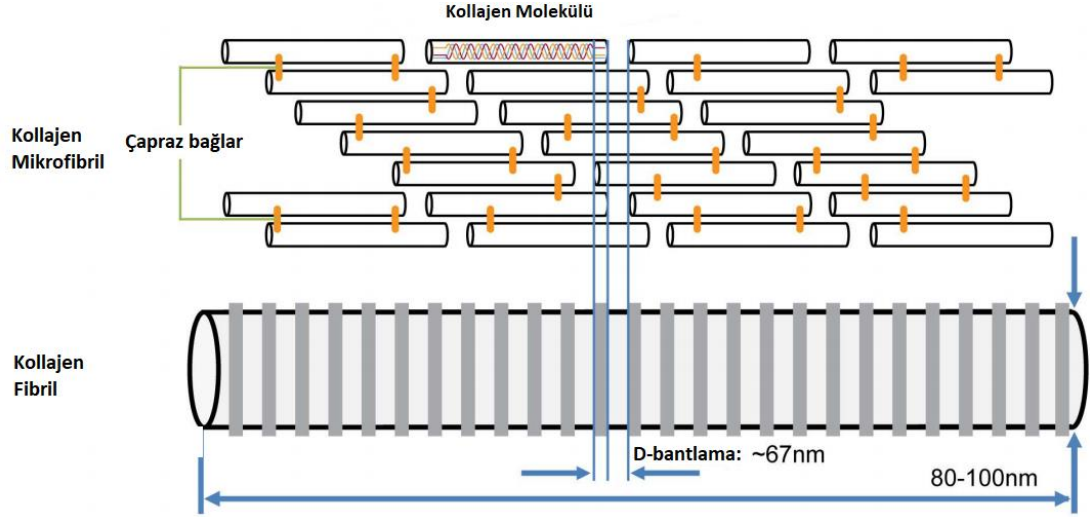 Kollajen Molekülü
Kollajen
Mikrofibril
Çapraz bağlar
Kollajen
Fibril
D-bantlama: ~67nm
80-100nm